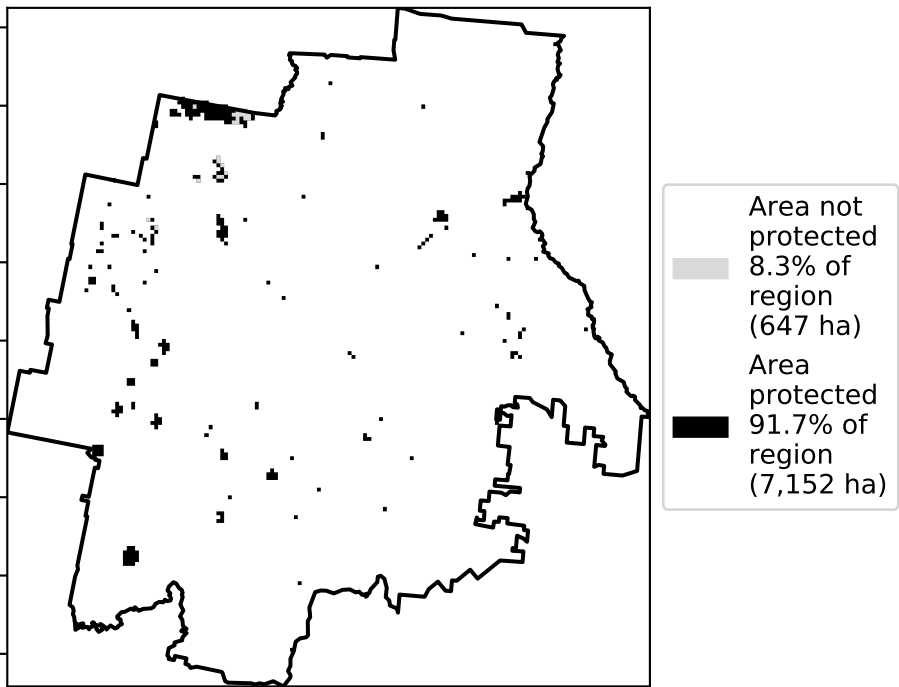 Area not
protected
8.3% of
region
(647 ha)
Area
protected
91.7% of
region
(7,152 ha)